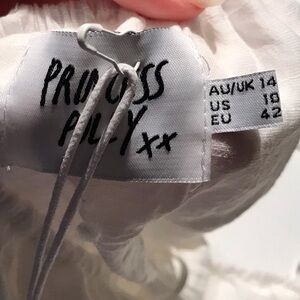 PRINCESS
POLLY xx
AU/UK 14
US 10
EU 42